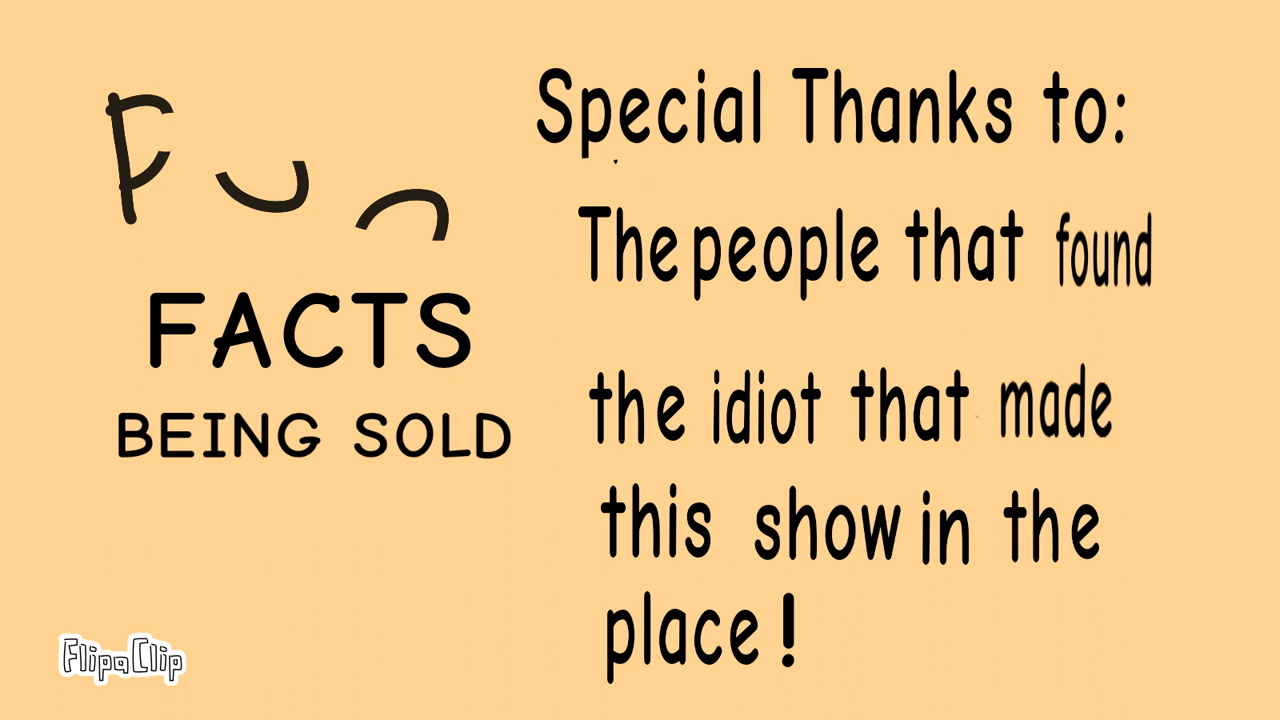 Fun
FACTS
BEING SOLD
Special Thanks to:
The people that found
the idiot that made
this show in the
place!
FlipaClip